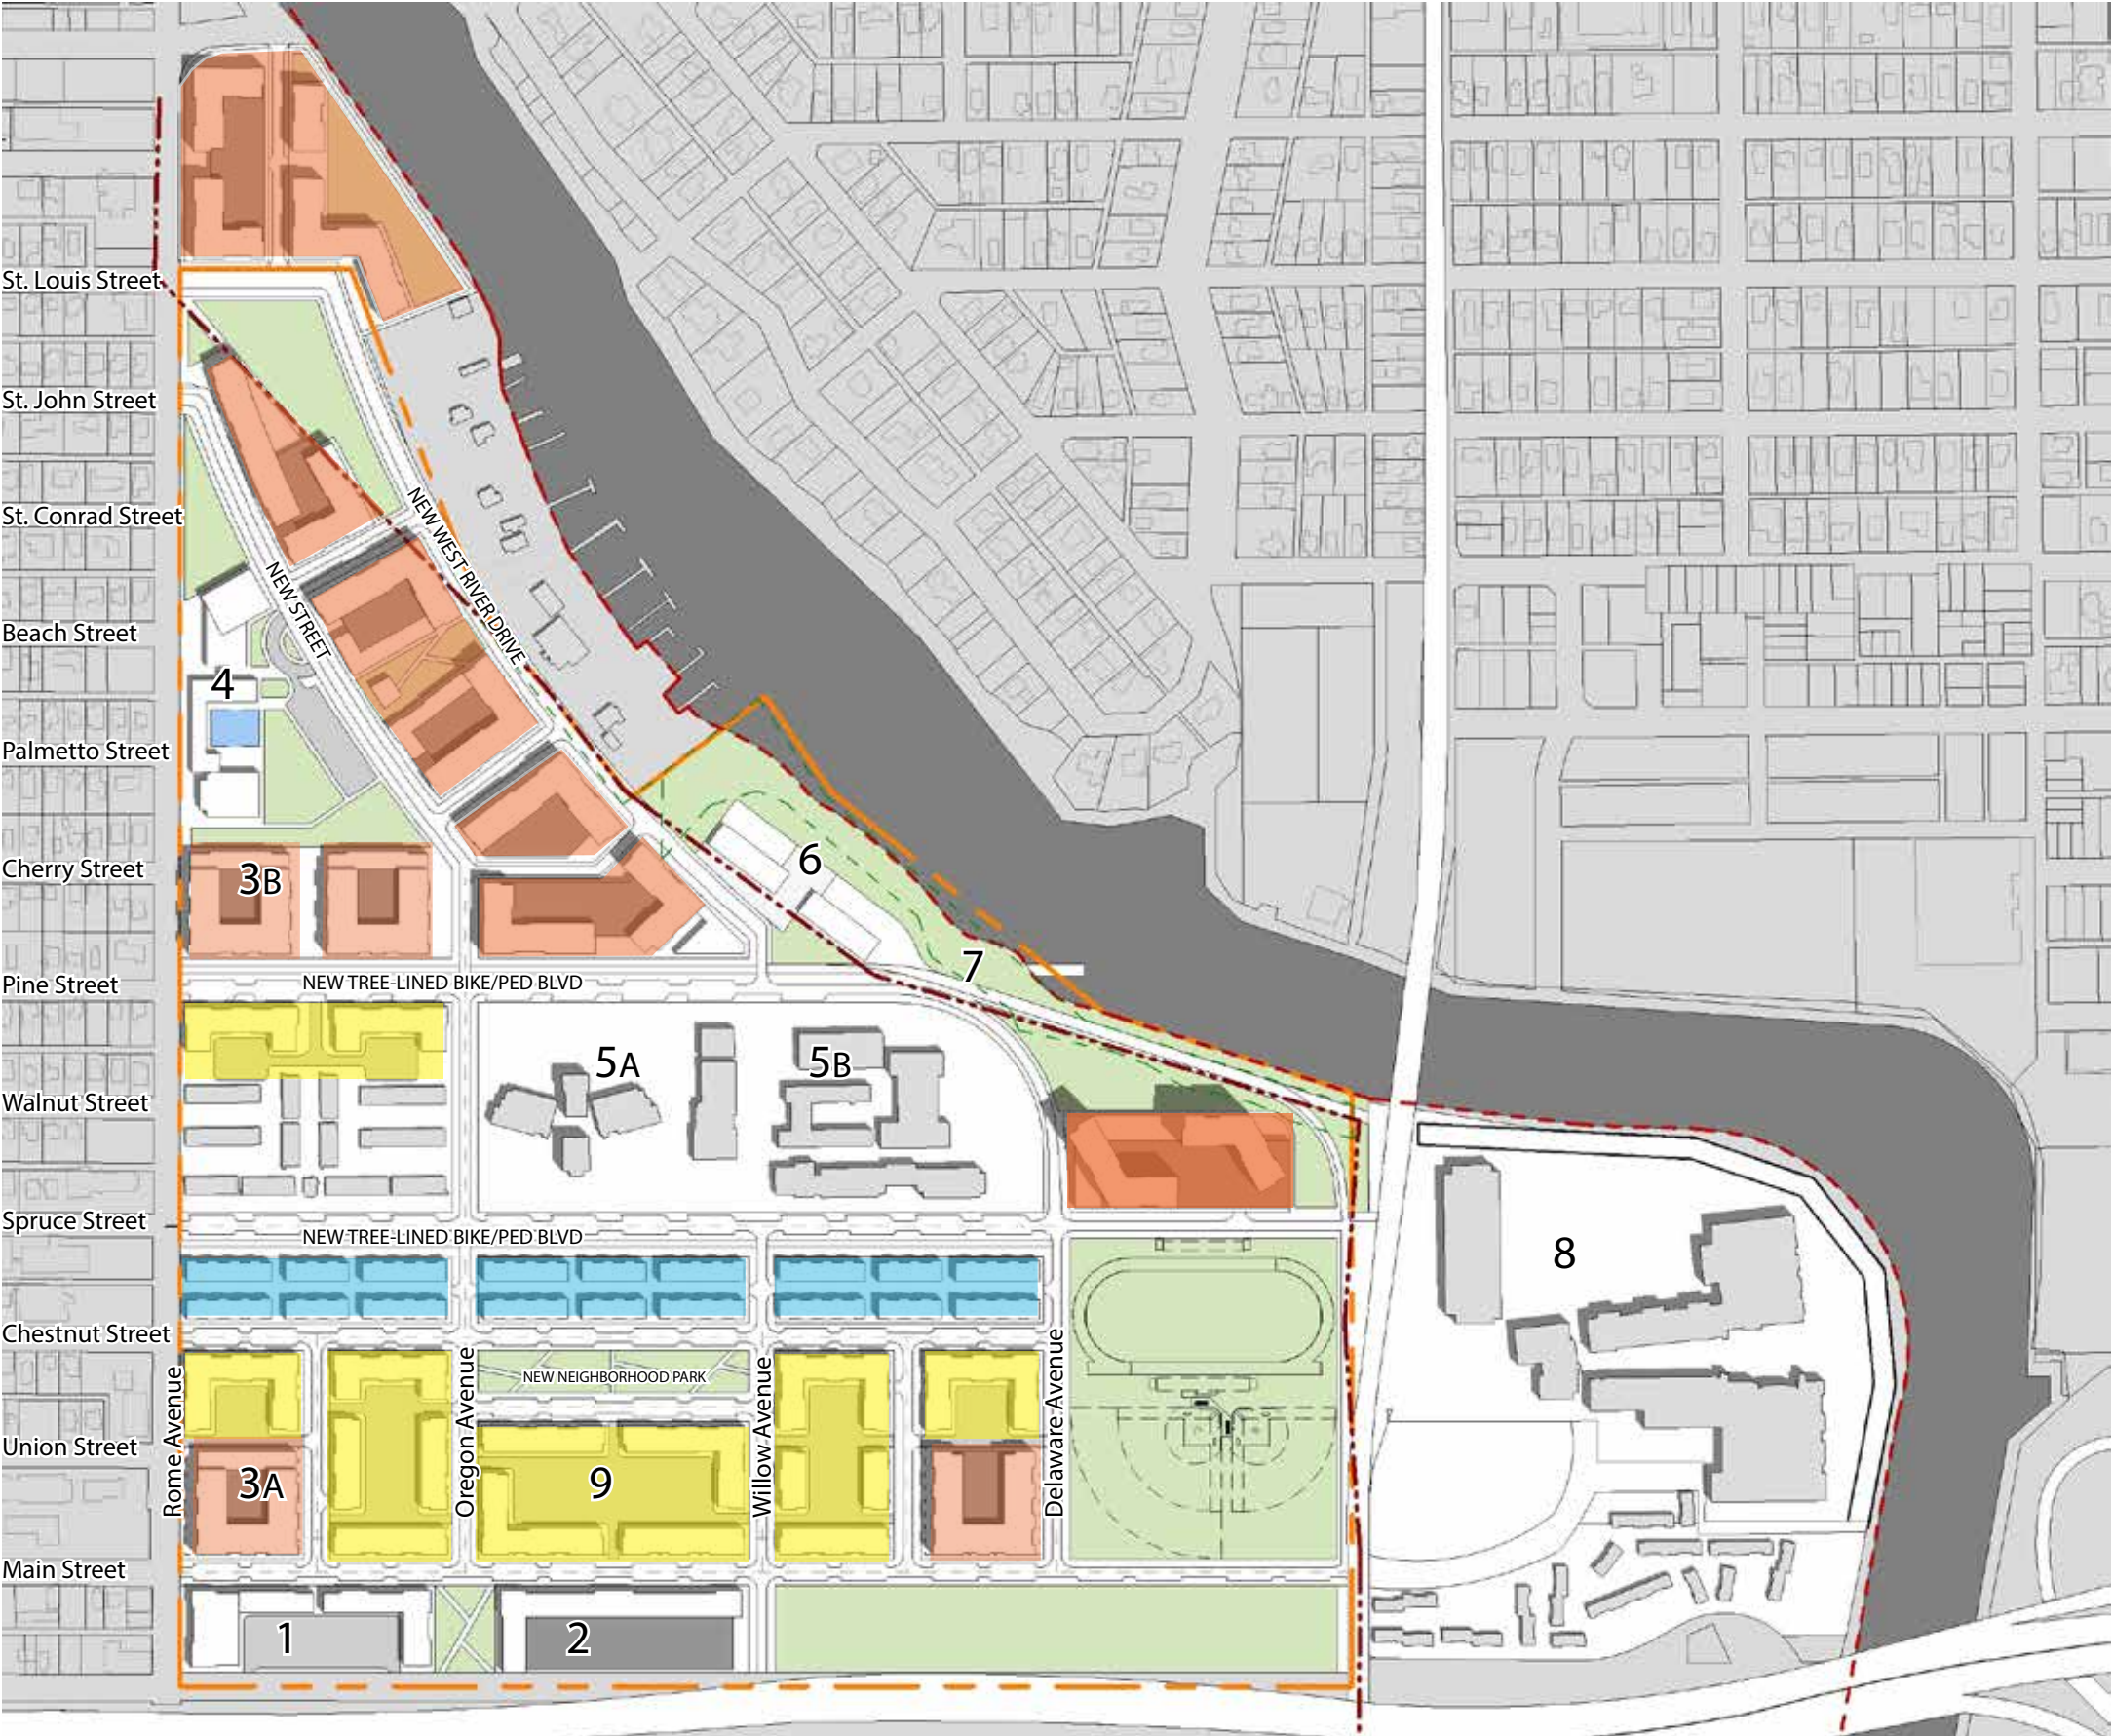 St. Louis Street
St. John Street
NEW WEST RIVER DRIVE
St. Conrad Street
NEW STREET
Beach Street
4
Palmetto Street
6
Cherry Street
3B
7
Pine Street
NEW TREE-LINED BIKE/PED BLVD
5A
5B
Walnut Street
Spruce Street
NEW TREE-LINED BIKE/PED BLVD
8
Chestnut Street
NEW NEIGHBORHOOD PARK
Rome Avenue
Oregon Avenue
Willow Avenue
Delaware Avenue
Union Street
3A
9
Main Street
1
2